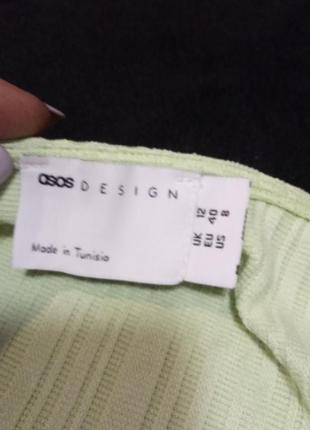 asos DESIGN
Made in Tunisia
UK 12
EU 40
US 8